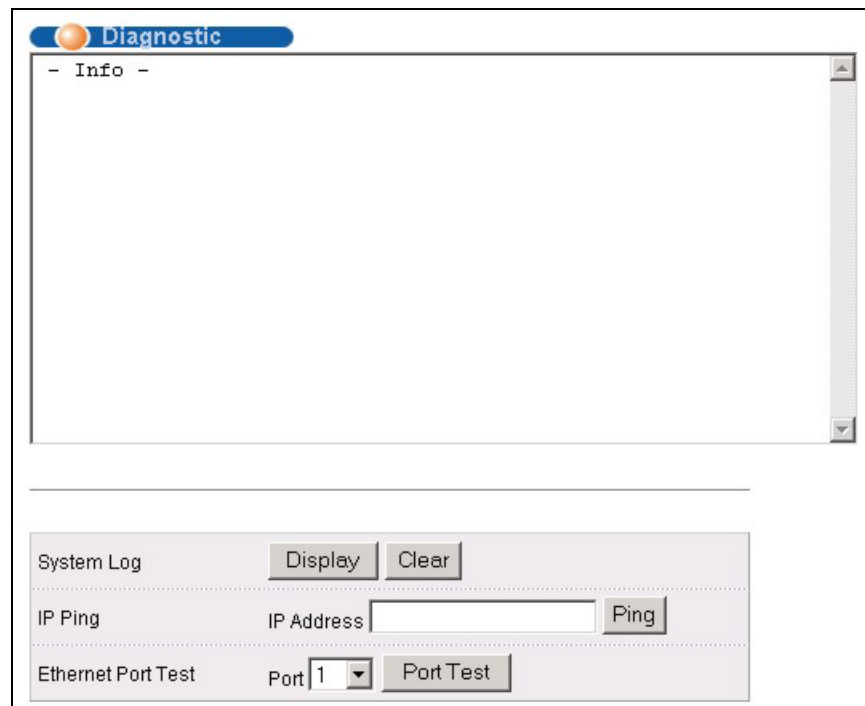 Diagnostic
- Info -
System Log Display Clear
IP Ping IP Address Ping
Ethernet Port Test Port 1 Port Test